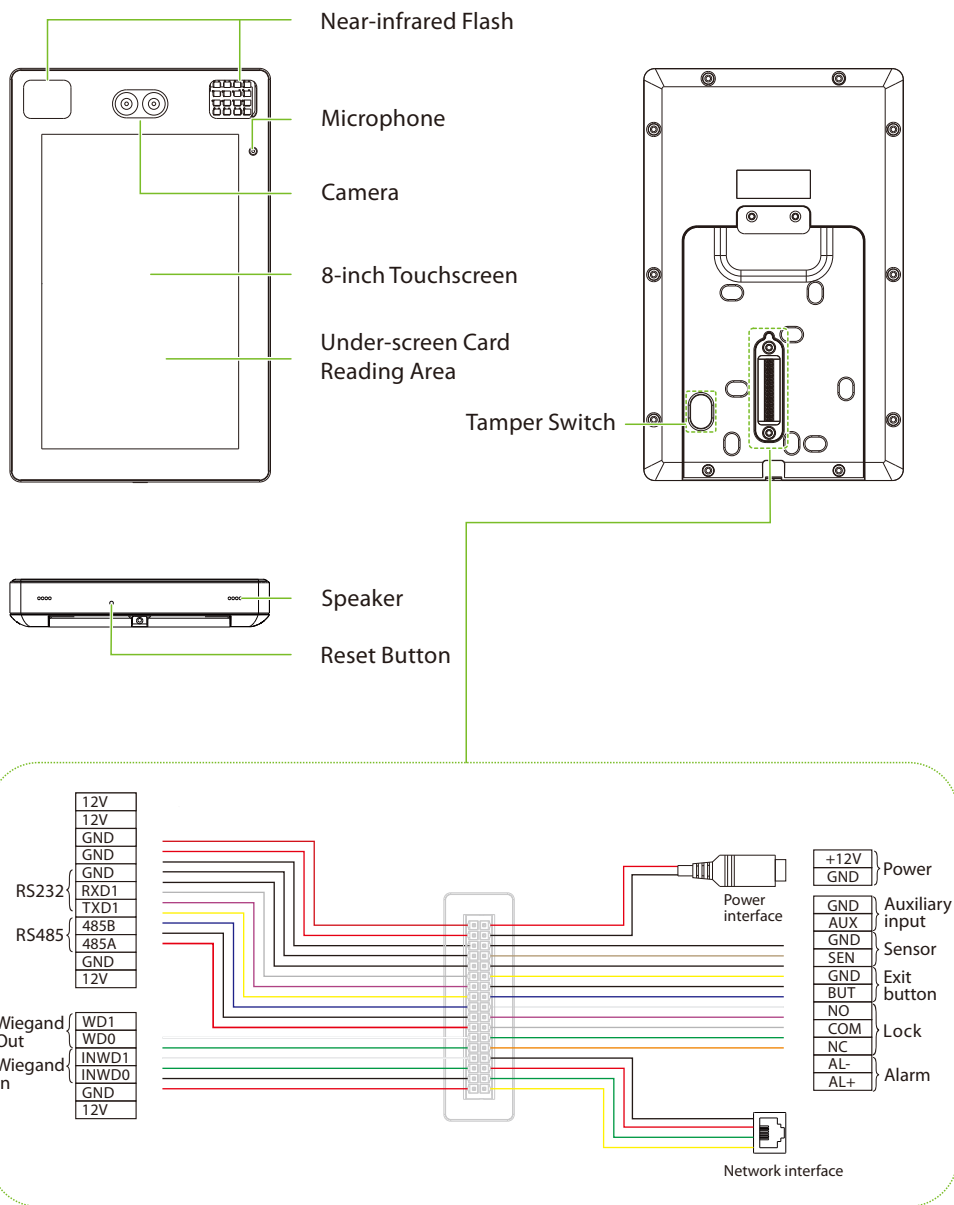 Near-infrared Flash
Microphone
Camera
8-inch Touchscreen
Under-screen Card
Reading Area
Tamper Switch
Speaker
Reset Button
12V
12V
GND
GND
GND
RS232
RXD1
TXD1
RS485
485B
485A
GND
12V
Wiegand
Out
WD1
WD0
Wiegand
In
INWD1
INWD0
GND
12V
Power
interface
+12V
GND
Power
GND
AUX
Auxiliary
input
GND
SEN
Sensor
GND
BUT
Exit
button
NO
COM
NC
Lock
AL-
AL+
Alarm
Network interface